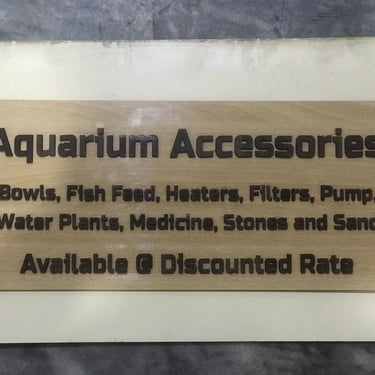 Aquarium Accessories
Bowls, Fish Feed, Heaters, Filters, Pump,
Water Plants, Medicine, Stones and Sand
Available @ Discounted Rate